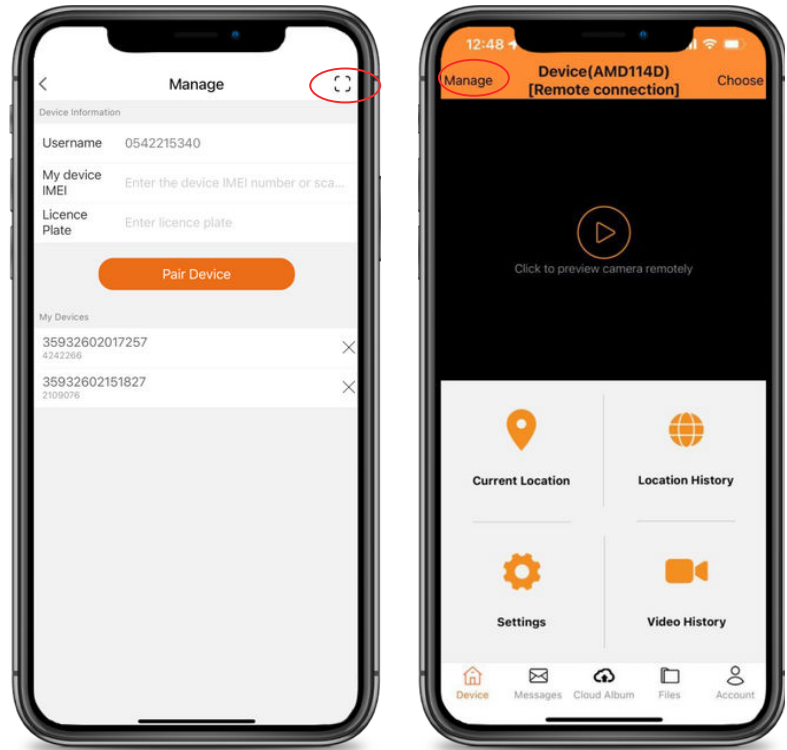 Manage
Device Information
Username 0542215340
My device IMEI Enter the device IMEI number or sca...
Licence Plate Enter licence plate
Pair Device
My Devices
35932602017257
4242266
35932602151827
2109076
12:48
Manage Device(AMD114D) Choose
[Remote connection]
Click to preview camera remotely
Current Location Location History
Settings Video History
Device Messages Cloud Album Files Account